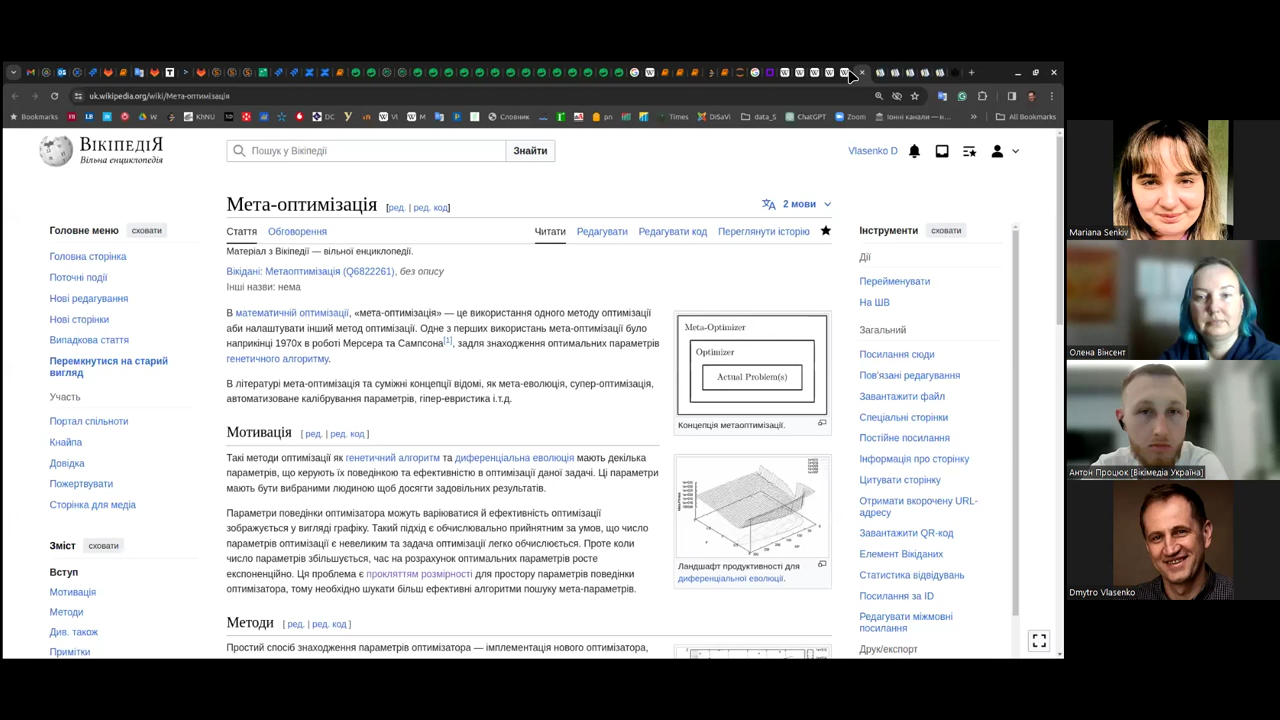 uk.wikipedia.org/wiki/Мета-оптимізація
Bookmarks
KhNU
DC
VI
M
Словник
pn
Times
DiSaVi
data_S
ChatGPT
Zoom
Іонні канали — н...
All Bookmarks
ВІКІПЕДІЯ
Вільна енциклопедія
Пошук у Вікіпедії
Знайти
Vlasenko D
Головне меню
сховати
Головна сторінка
Поточні події
Нові редагування
Нові сторінки
Випадкова стаття
Перемкнутися на старий
вигляд
Участь
Портал спільноти
Кнайпа
Довідка
Пожертвувати
Сторінка для медіа
Зміст
сховати
Вступ
Мотивація
Методи
Див. також
Примітки
Мета-оптимізація
[ред. | ред. код]
2 мови
Стаття
Обговорення
Читати
Редагувати
Редагувати код
Переглянути історію
Матеріал з Вікіпедії — вільної енциклопедії.
Вікідані: Метаоптимізація (Q6822261), без опису
Інші назви: нема
В математичній оптимізації, «мета-оптимізація» — це використання одного методу оптимізації
аби налаштувати інший метод оптимізації. Одне з перших використань мета-оптимізації було
наприкінці 1970х в роботі Мерсера та Сампсона[1], задля знаходження оптимальних параметрів
генетичного алгоритму.
В літературі мета-оптимізація та суміжні концепції відомі, як мета-еволюція, супер-оптимізація,
автоматизоване калібрування параметрів, гіпер-евристика і.т.д.
Meta-Optimizer
Optimizer
Actual Problem(s)
Концепція метаоптимізації.
Мотивація
[ ред. | ред. код ]
Такі методи оптимізації як генетичний алгоритм та диференціальна еволюція мають декілька
параметрів, що керують їх поведінкою та ефективністю в оптимізації даної задачі. Ці параметри
мають бути вибраними людиною щоб досягти задовільних результатів.
Параметри поведінки оптимізатора можуть варіюватися й ефективність оптимізації
зображується у вигляді графіку. Такий підхід є обчислювально прийнятним за умов, що число
параметрів оптимізації є невеликим та задача оптимізації легко обчислюється. Проте коли
число параметрів збільшується, час на розрахунок оптимальних параметрів росте
експоненційно. Ця проблема є прокляттям розмірності для простору параметрів поведінки
оптимізатора, тому необхідно шукати більш ефективні алгоритми пошуку мета-параметрів.
Ландшафт продуктивності для
диференціальної еволюції.
Методи
[ ред. | ред. код ]
Простий спосіб знаходження параметрів оптимізатора — імплементація нового оптимізатора,
Інструменти
сховати
Дії
Перейменувати
На ШВ
Загальний
Посилання сюди
Пов'язані редагування
Завантажити файл
Спеціальні сторінки
Постійне посилання
Інформація про сторінку
Цитувати сторінку
Отримати вкорочену URL-
адресу
Завантажити QR-код
Елемент Вікіданих
Статистика відвідувань
Посилання за ID
Редагувати міжмовні
посилання
Друк/експорт
Mariana Senkiv
Олена Вінсент
Антон Процюк [Вікімедіа Україна]
Dmytro Vlasenko